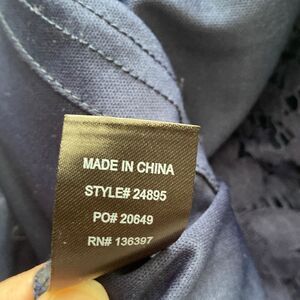 MADE IN CHINA
STYLE# 24895
PO# 20649
RN# 136397